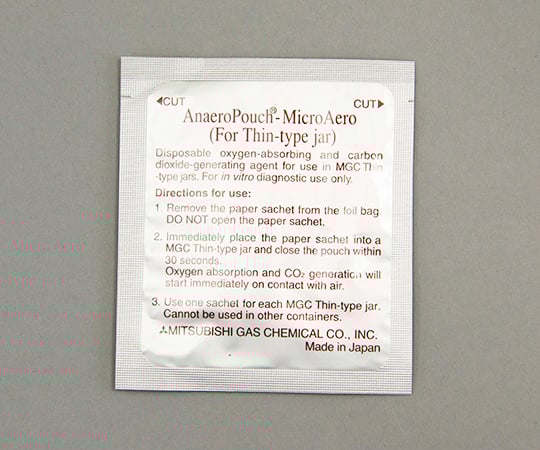 ◀CUT CUT▶
AnaeroPouch®-MicroAero
(For Thin-type jar)
Disposable oxygen-absorbing and carbon
dioxide-generating agent for use in MGC Thin
-type jars. For in vitro diagnostic use only.
Directions for use:
1. Remove the paper sachet from the foil bag.
DO NOT open the paper sachet.
2. Immediately place the paper sachet into a
MGC Thin-type jar and close the pouch within
30 seconds.
Oxygen absorption and CO₂ generation will
start immediately on contact with air.
3. Use one sachet for each MGC Thin-type jar.
Cannot be used in other containers.
MITSUBISHI GAS CHEMICAL CO., INC.
Made in Japan